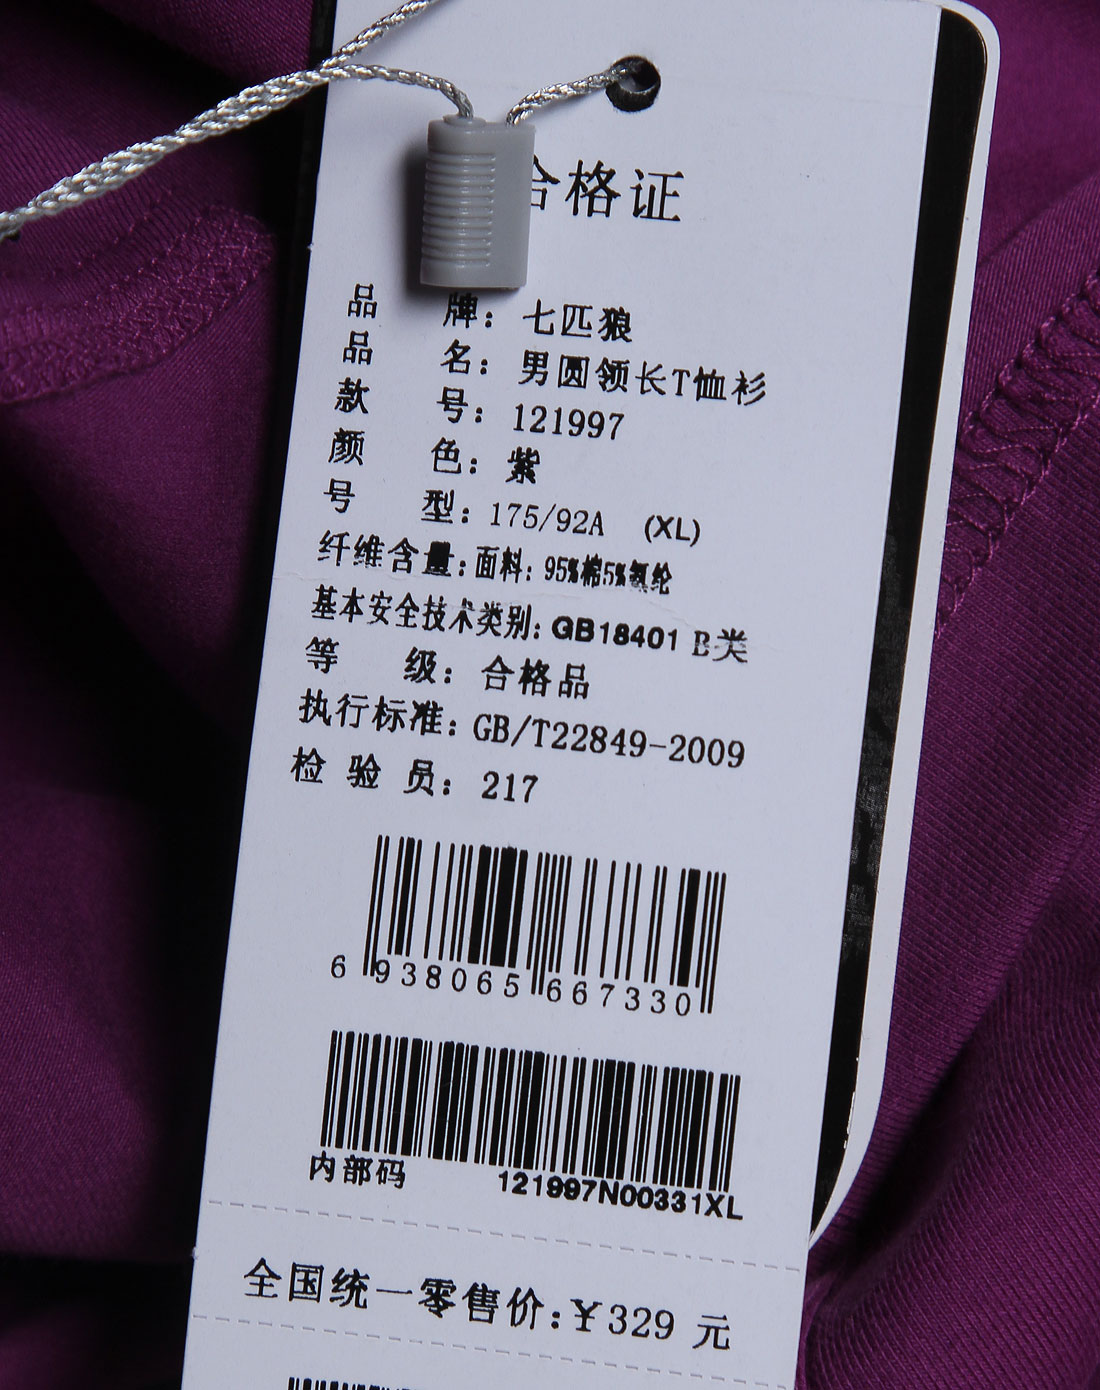 合格证
品 牌：七匹狼
品 名：男圆领长T恤衫
款 号：121997
颜 色：紫
号 型：175/92A (XL)
纤维含量：面料：95%棉5%氨纶
基本安全技术类别：GB18401 B类
等 级：合格品
执行标准：GB/T22849-2009
检 验 员：217
6 938065 667330
内部码 121997N00331XL
全国统一零售价：¥329 元